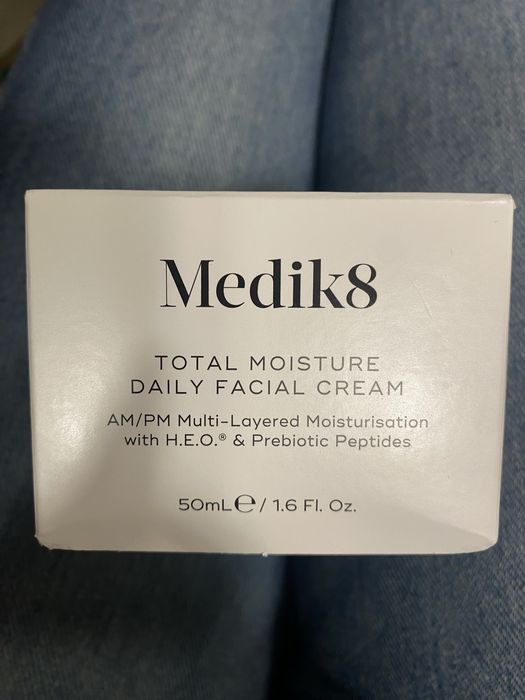 Medik8
TOTAL MOISTURE
DAILY FACIAL CREAM
AM/PM Multi-Layered Moisturisation
with H.E.O.® & Prebiotic Peptides
50mL℮/ 1.6 Fl. Oz.